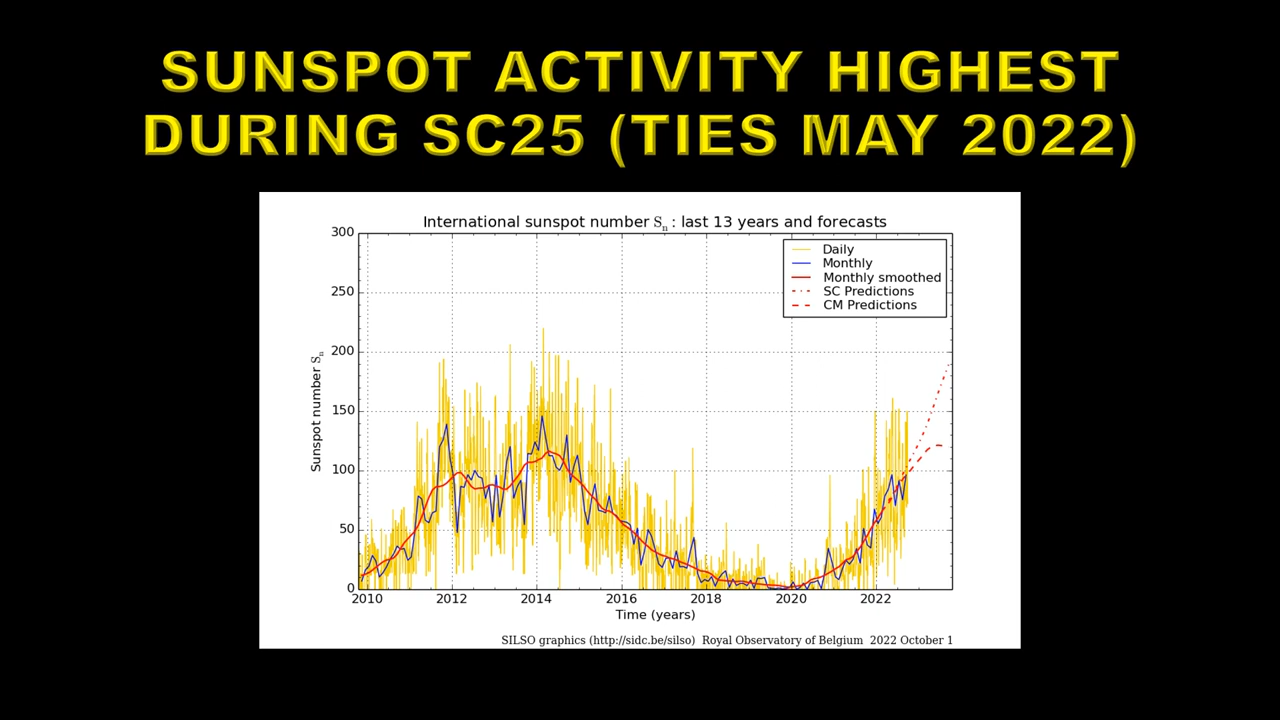 SUNSPOT ACTIVITY HIGHEST
DURING SC25 (TIES MAY 2022)
International sunspot number Sn : last 13 years and forecasts
300
250
200
150
100
50
0
Sunspot number Sn
Daily
Monthly
Monthly smoothed
SC Predictions
CM Predictions
2010 2012 2014 2016 2018 2020 2022
Time (years)
SILSO graphics (http://sidc.be/silso) Royal Observatory of Belgium 2022 October 1